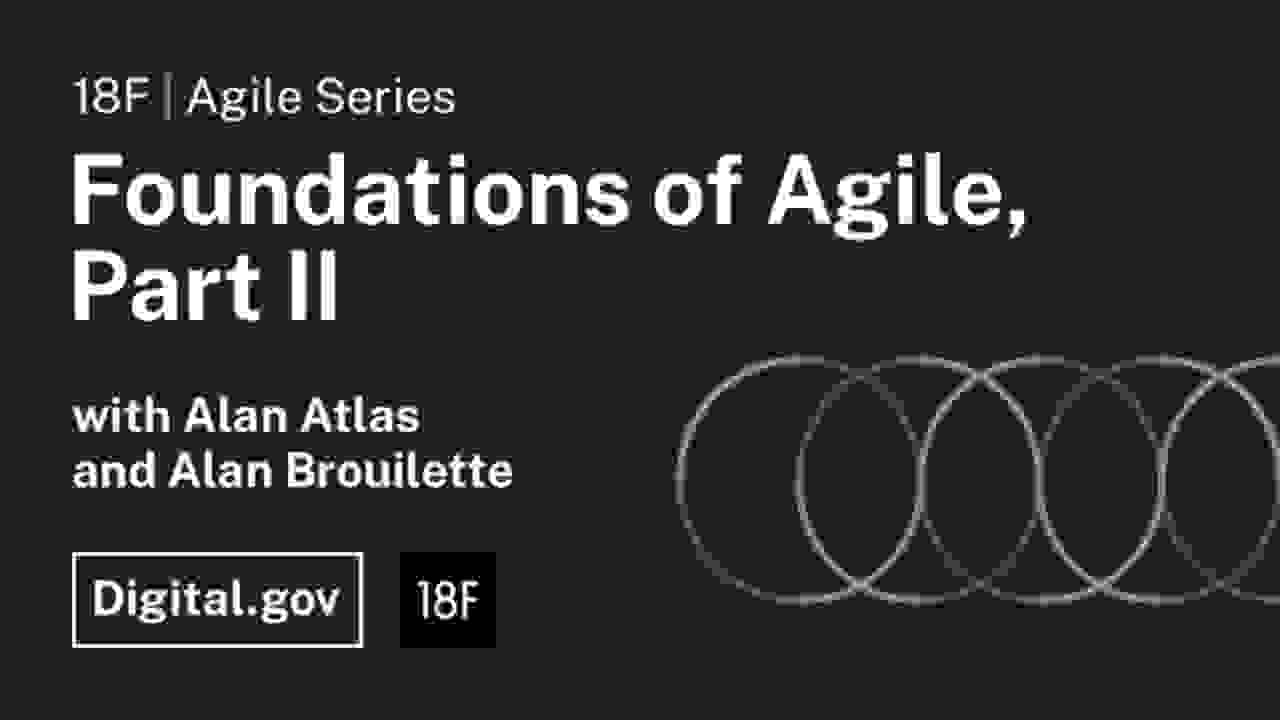 18F | Agile Series
Foundations of Agile,
Part II
with Alan Atlas
and Alan Brouilette
Digital.gov
18F